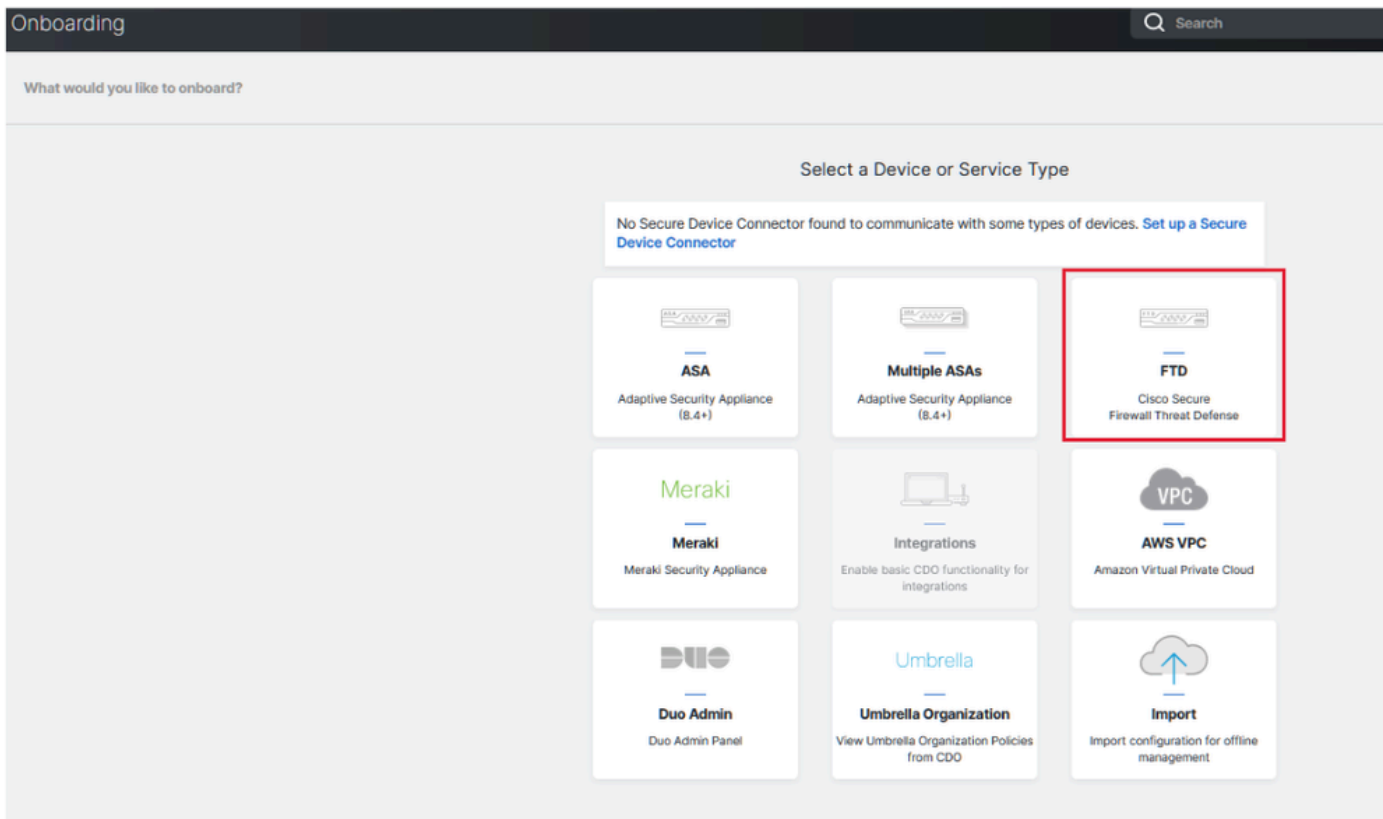 Onboarding
Search
What would you like to onboard?
Select a Device or Service Type
No Secure Device Connector found to communicate with some types of devices. Set up a Secure
Device Connector
ASA
Adaptive Security Appliance
(8.4+)
Multiple ASAs
Adaptive Security Appliance
(8.4+)
FTD
Cisco Secure
Firewall Threat Defense
Meraki
Meraki
Meraki Security Appliance
Integrations
Enable basic CDO functionality for
integrations
VPC
AWS VPC
Amazon Virtual Private Cloud
DUO
Duo Admin
Duo Admin Panel
Umbrella
Umbrella Organization
View Umbrella Organization Policies
from CDO
Import
Import configuration for offline
management